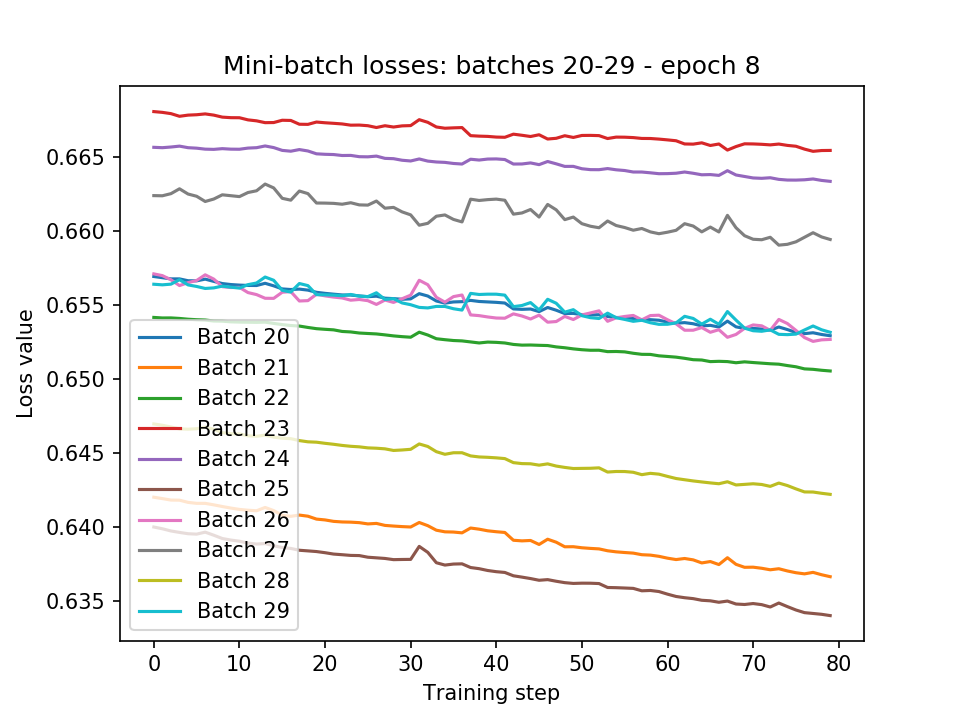 Mini-batch losses: batches 20-29 - epoch 8
Loss value
0.665
0.660
0.655
0.650
0.645
0.640
0.635
Batch 20
Batch 21
Batch 22
Batch 23
Batch 24
Batch 25
Batch 26
Batch 27
Batch 28
Batch 29
0 10 20 30 40 50 60 70 80
Training step